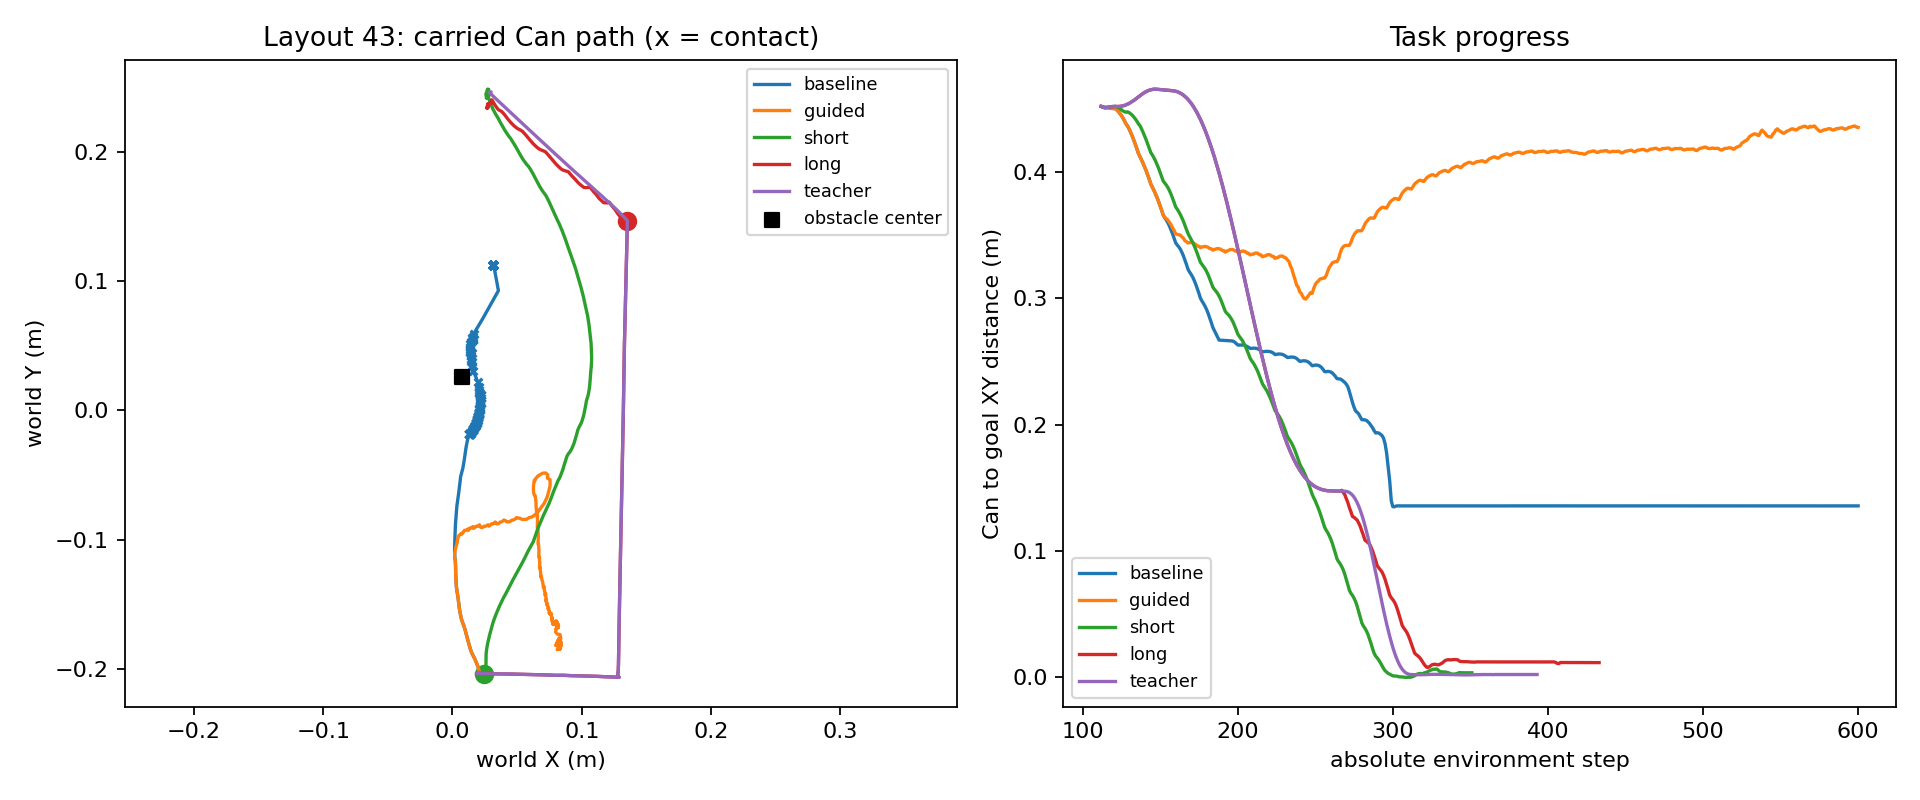 Layout 43: carried Can path (x = contact)
world Y (m)
0.2
0.1
0.0
−0.1
−0.2
−0.2
−0.1
0.0
0.1
0.2
0.3
world X (m)
baseline
guided
short
long
teacher
obstacle center
Task progress
Can to goal XY distance (m)
0.4
0.3
0.2
0.1
0.0
100
200
300
400
500
600
absolute environment step
baseline
guided
short
long
teacher